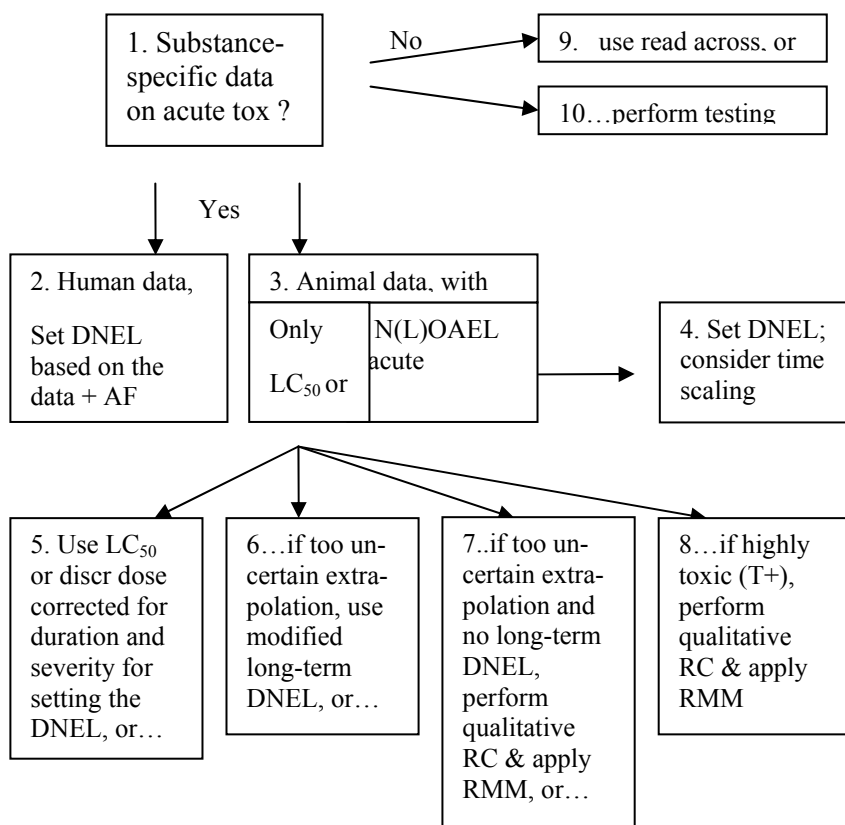 1. Substance-
specific data
on acute tox ?
No
9. use read across, or
10…perform testing
Yes
2. Human data,
Set DNEL
based on the
data + AF
3. Animal data, with
Only
LC50 or
N(L)OAEL
acute
4. Set DNEL;
consider time
scaling
5. Use LC50
or discr dose
corrected for
duration and
severity for
setting the
DNEL, or…
6…if too un-
certain extra-
polation, use
modified
long-term
DNEL, or…
7..if too un-
certain extra-
polation and
no long-term
DNEL,
perform
qualitative
RC & apply
RMM, or…
8…if highly
toxic (T+),
perform
qualitative
RC & apply
RMM